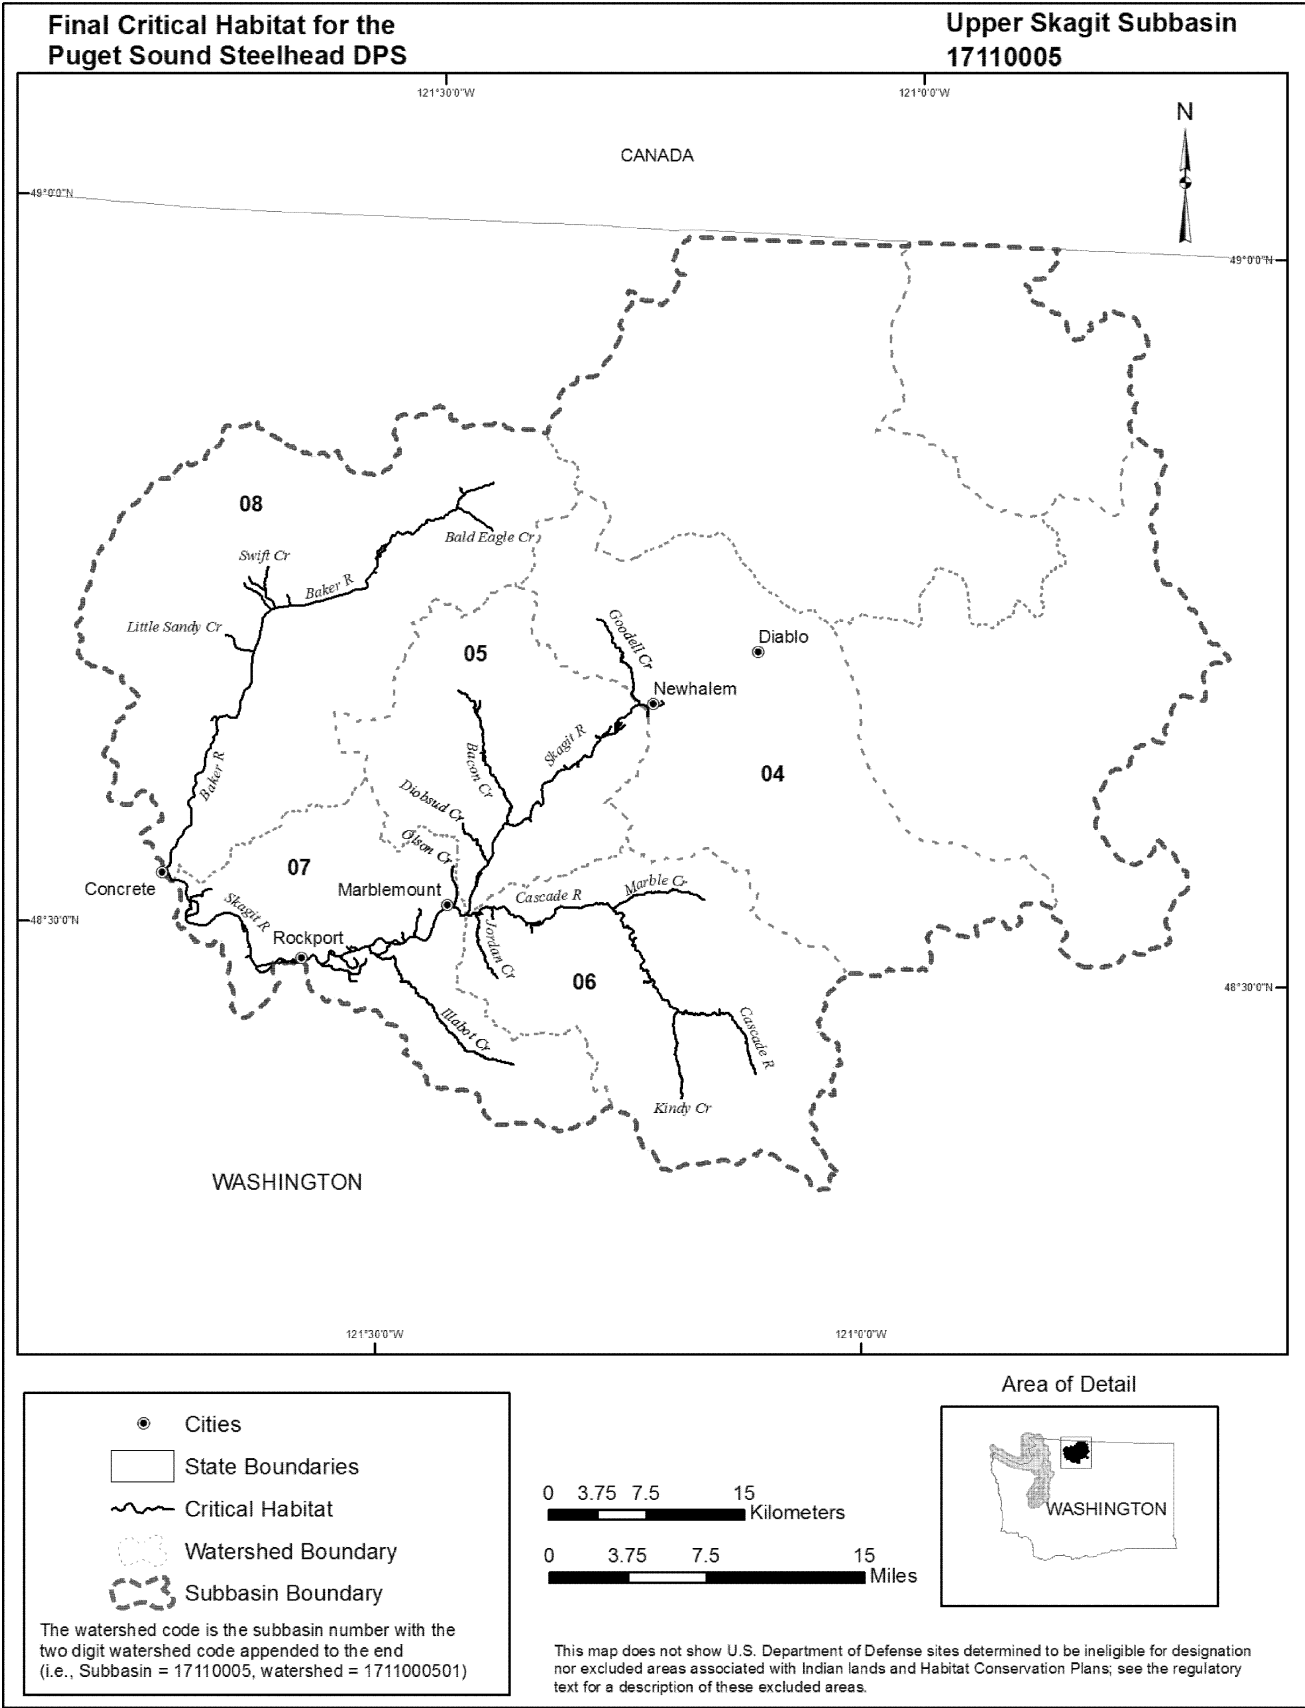 Final Critical Habitat for the
Puget Sound Steelhead DPS
Upper Skagit Subbasin
17110005
121°30'0"W
121°0'0"W
N
CANADA
49°0'0"N
49°0'0"N
08
Bald Eagle Cr
Swift Cr
Baker R
Little Sandy Cr
Goodell Cr
Diablo
05
Newhalem
Skagit R
Bacon Cr
04
Baker R
Diobsud Cr
Olson Cr
07
Concrete
Marblemount
Cascade R
Marble Cr
48°30'0"N
Skagit R
Rockport
Jordan Cr
06
48°30'0"N
Illabot Cr
Cascade R
Kindy Cr
WASHINGTON
121°30'0"W
121°0'0"W
Cities
State Boundaries
Critical Habitat
Watershed Boundary
Subbasin Boundary
The watershed code is the subbasin number with the
two digit watershed code appended to the end
(i.e., Subbasin = 17110005, watershed = 1711000501)
0 3.75 7.5 15
Kilometers
0 3.75 7.5 15
Miles
Area of Detail
WASHINGTON
This map does not show U.S. Department of Defense sites determined to be ineligible for designation
nor excluded areas associated with Indian lands and Habitat Conservation Plans; see the regulatory
text for a description of these excluded areas.